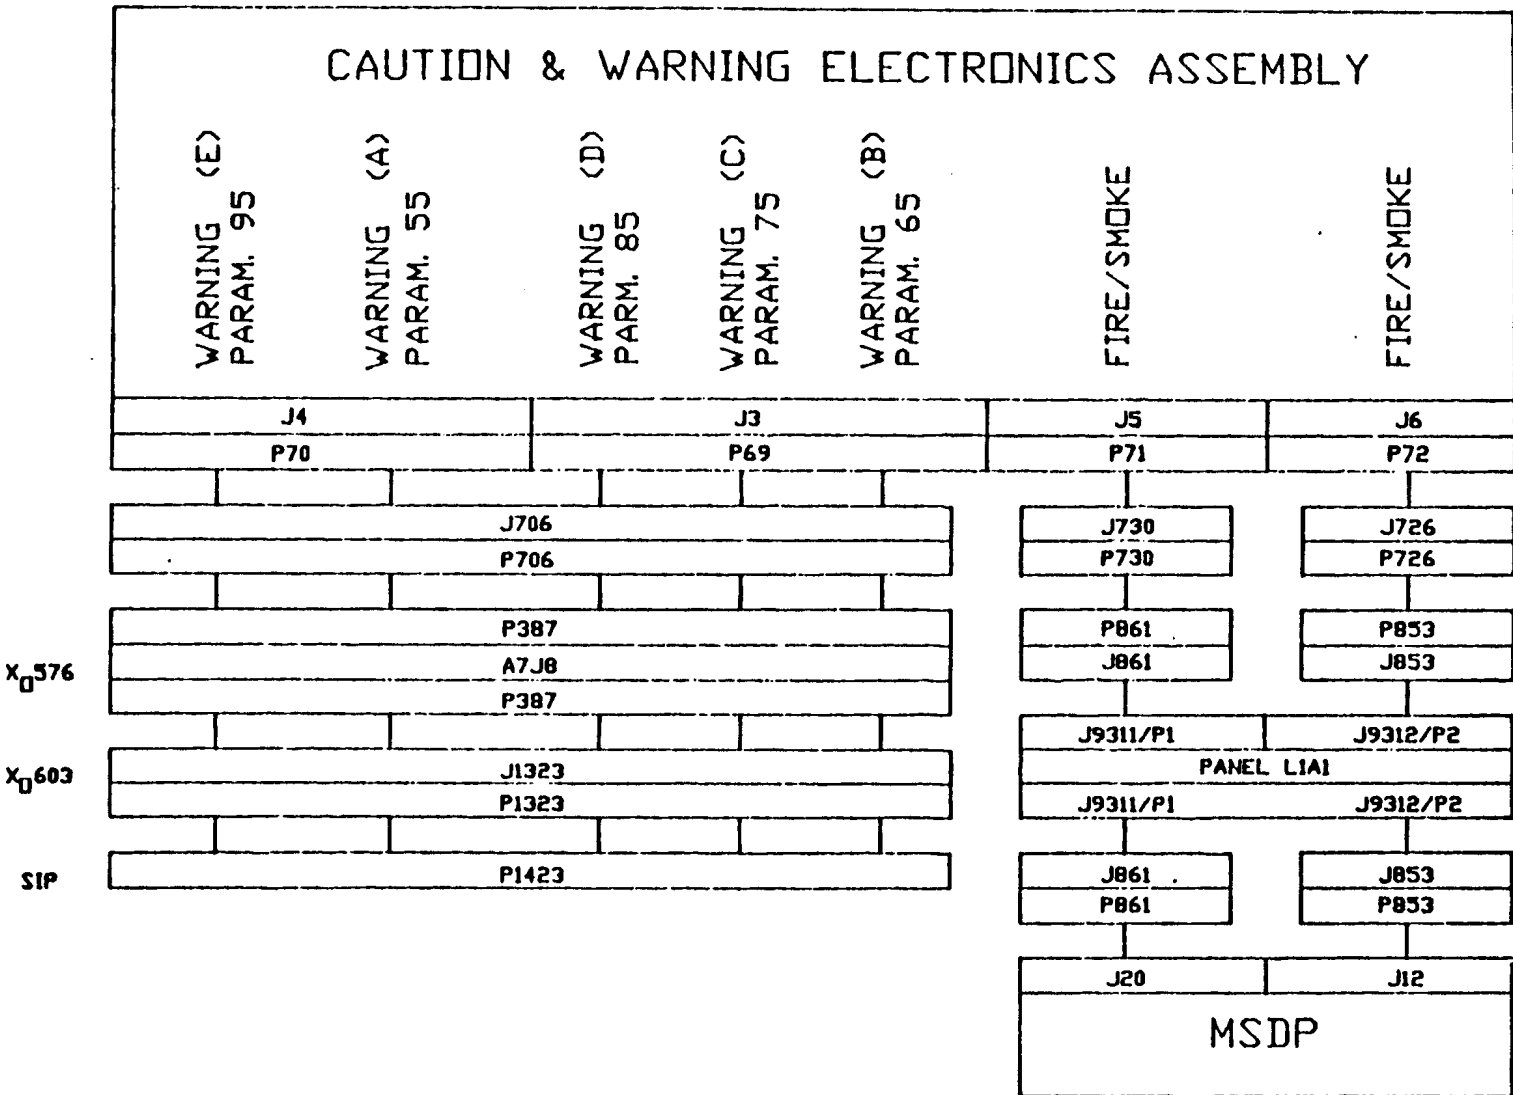 CAUTION & WARNING ELECTRONICS ASSEMBLY
WARNING (E)
PARAM. 95
WARNING (A)
PARAM. 55
WARNING (D)
PARM. 85
WARNING (C)
PARAM. 75
WARNING (B)
PARAM. 65
FIRE/SMOKE
FIRE/SMOKE
J4 J3 J5 J6
P70 P69 P71 P72
J706 J730 J726
P706 P730 P726
P387 P861 P853
X₀576 A7J8 J861 J853
P387
J9311/P1 J9312/P2
X₀603 J1323 PANEL L1A1
P1323 J9311/P1 J9312/P2
SIP P1423 J861 J853
P861 P853
J20 J12
MSDP